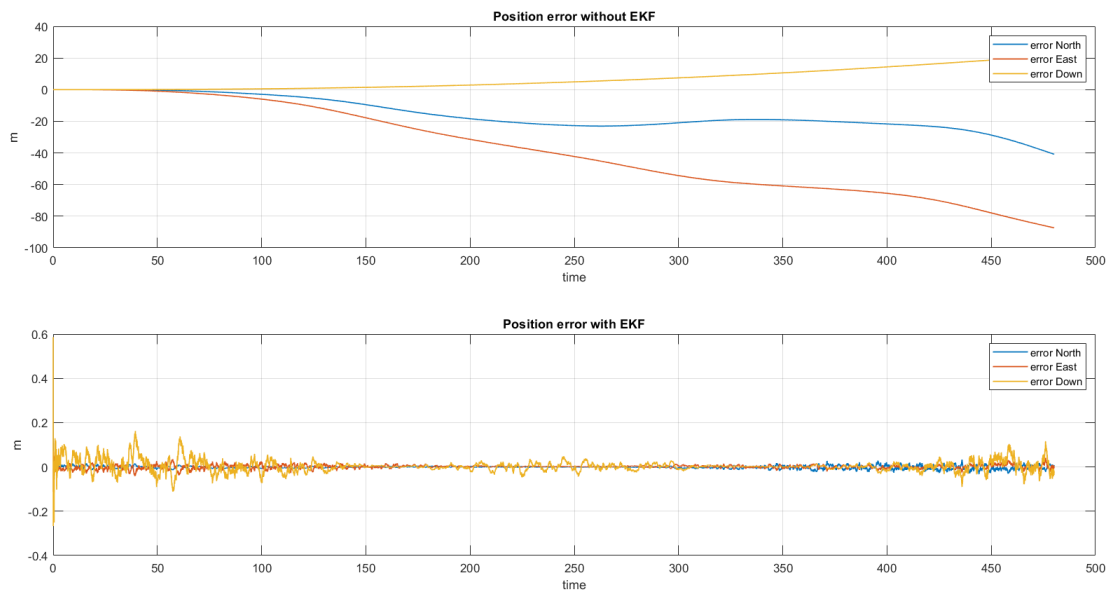 Position error without EKF
40
20
0
-20
-40
-60
-80
-100
m
0 50 100 150 200 250 300 350 400 450 500
time
error North
error East
error Down
Position error with EKF
0.6
0.4
0.2
0
-0.2
-0.4
m
0 50 100 150 200 250 300 350 400 450 500
time
error North
error East
error Down